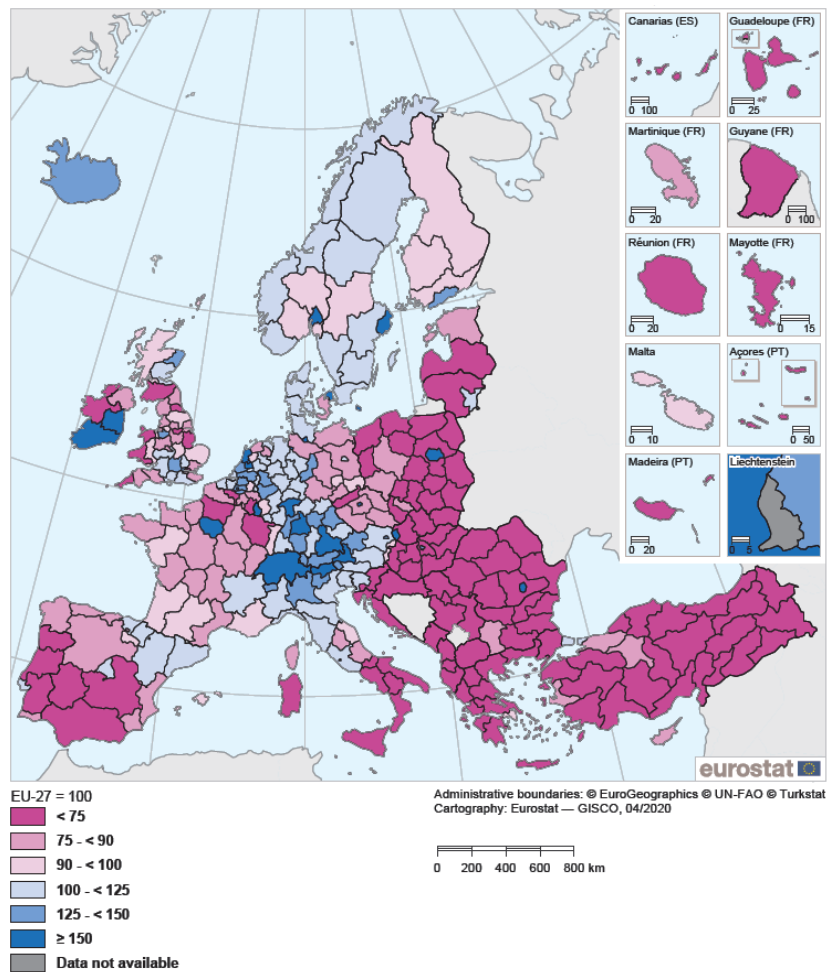 Canarias (ES)
0 100
Guadeloupe (FR)
0 25
Martinique (FR)
0 20
Guyane (FR)
0 100
Réunion (FR)
0 20
Mayotte (FR)
0 15
Malta
0 10
Açores (PT)
0 50
Madeira (PT)
0 20
Liechtenstein
0 5
eurostat
EU-27 = 100
< 75
75 - < 90
90 - < 100
100 - < 125
125 - < 150
≥ 150
Data not available
Administrative boundaries: © EuroGeographics © UN-FAO © Turkstat
Cartography: Eurostat — GISCO, 04/2020
0 200 400 600 800 km